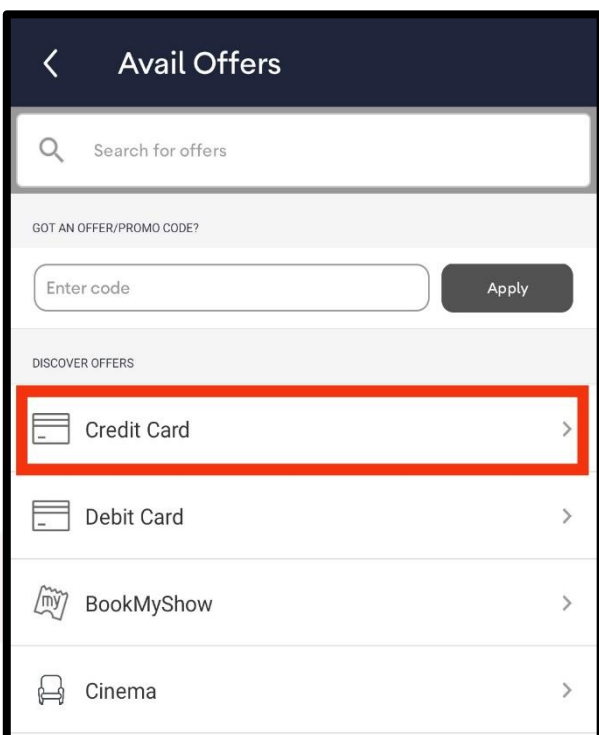 Avail Offers
Search for offers
GOT AN OFFER/PROMO CODE?
Enter code
Apply
DISCOVER OFFERS
Credit Card
Debit Card
my
BookMyShow
Cinema